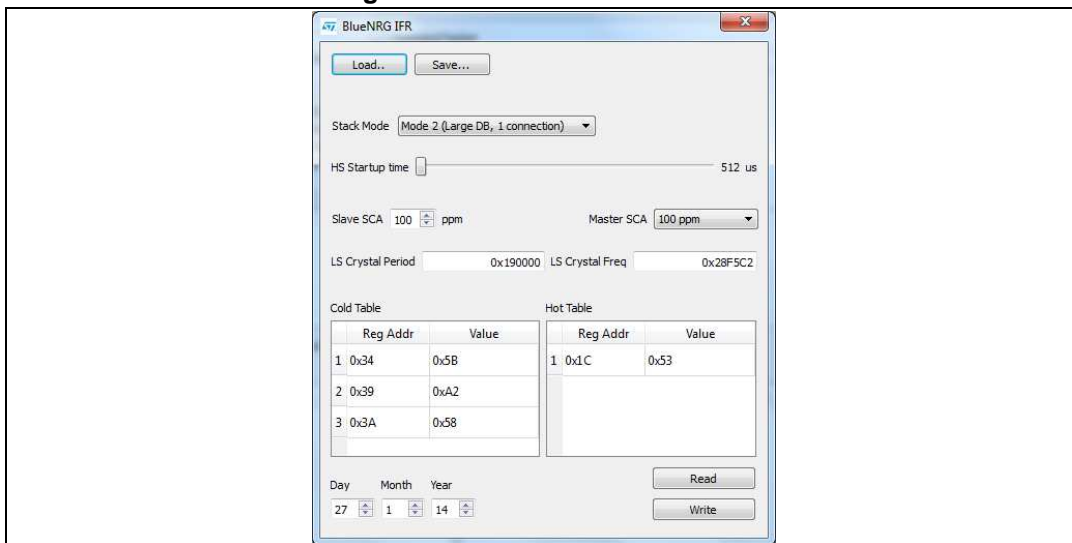 BlueNRG IFR
Load.. Save...
Stack Mode Mode 2 (Large DB, 1 connection)
HS Startup time 512 us
Slave SCA 100 ppm Master SCA 100 ppm
LS Crystal Period 0x190000 LS Crystal Freq 0x28F5C2
Cold Table Hot Table
Reg Addr Value Reg Addr Value
1 0x34 0x5B 1 0x1C 0x53
2 0x39 0xA2
3 0x3A 0x58
Read
Day Month Year
27 1 14 Write